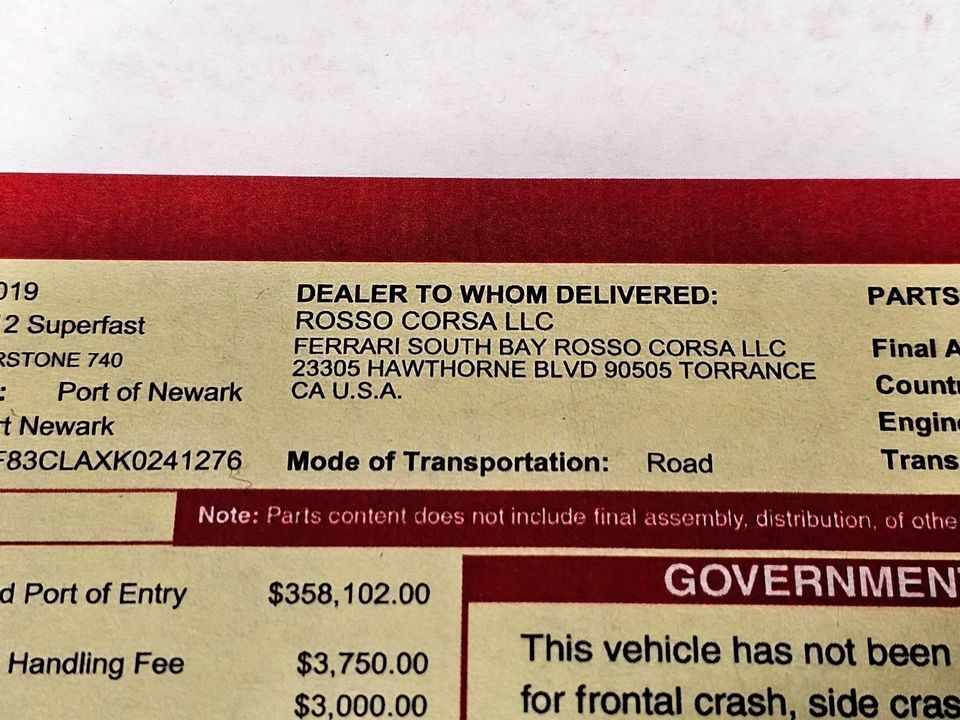 019
DEALER TO WHOM DELIVERED:
PARTS
2 Superfast
ROSSO CORSA LLC
RSTONE 740
FERRARI SOUTH BAY ROSSO CORSA LLC
Final A
23305 HAWTHORNE BLVD 90505 TORRANCE
: Port of Newark
CA U.S.A.
Countr
rt Newark
Engine
F83CLAXK0241276
Mode of Transportation: Road
Trans
Note: Parts content does not include final assembly, distribution, of othe
d Port of Entry $358,102.00
GOVERNMENT
Handling Fee $3,750.00
This vehicle has not been
$3,000.00
for frontal crash, side cras